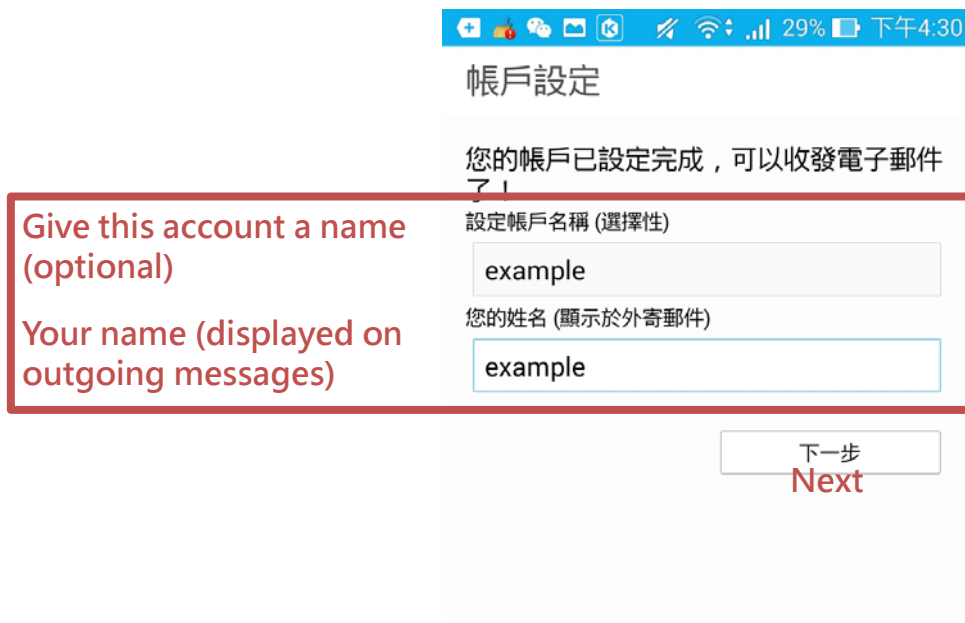 29% 下午4:30
帳戶設定
您的帳戶已設定完成，可以收發電子郵件
了！
Give this account a name
(optional)
設定帳戶名稱 (選擇性)
example
Your name (displayed on
outgoing messages)
您的姓名 (顯示於外寄郵件)
example
下一步
Next